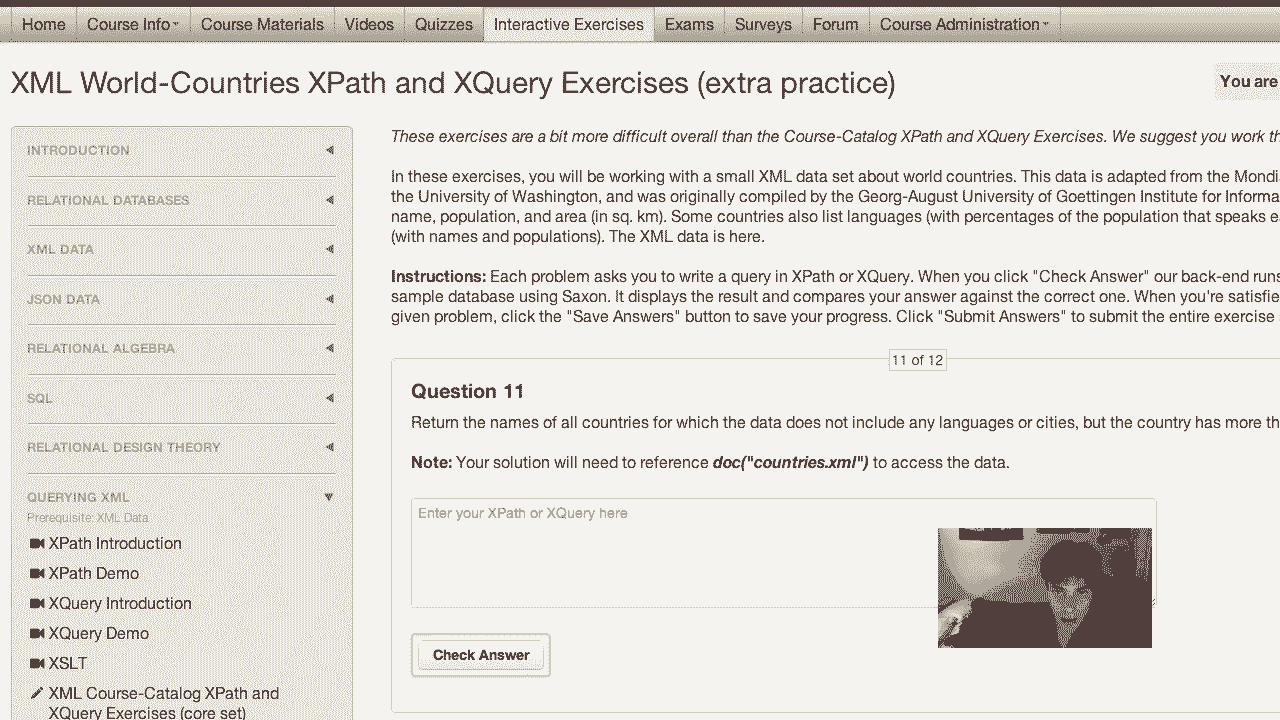 Home Course Info Course Materials Videos Quizzes Interactive Exercises Exams Surveys Forum Course Administration
XML World-Countries XPath and XQuery Exercises (extra practice)
You are
INTRODUCTION
RELATIONAL DATABASES
XML DATA
JSON DATA
RELATIONAL ALGEBRA
SQL
RELATIONAL DESIGN THEORY
QUERYING XML
Prerequisite: XML Data
XPath Introduction
XPath Demo
XQuery Introduction
XQuery Demo
XSLT
XML Course-Catalog XPath and
XQuery Exercises (core set)
These exercises are a bit more difficult overall than the Course-Catalog XPath and XQuery Exercises. We suggest you work th
In these exercises, you will be working with a small XML data set about world countries. This data is adapted from the Mondi
the University of Washington, and was originally compiled by the Georg-August University of Goettingen Institute for Informa
name, population, and area (in sq. km). Some countries also list languages (with percentages of the population that speaks e
(with names and populations). The XML data is here.
Instructions: Each problem asks you to write a query in XPath or XQuery. When you click "Check Answer" our back-end runs
sample database using Saxon. It displays the result and compares your answer against the correct one. When you're satisfie
given problem, click the "Save Answers" button to save your progress. Click "Submit Answers" to submit the entire exercise
11 of 12
Question 11
Return the names of all countries for which the data does not include any languages or cities, but the country has more th
Note: Your solution will need to reference doc("countries.xml") to access the data.
Enter your XPath or XQuery here
Check Answer